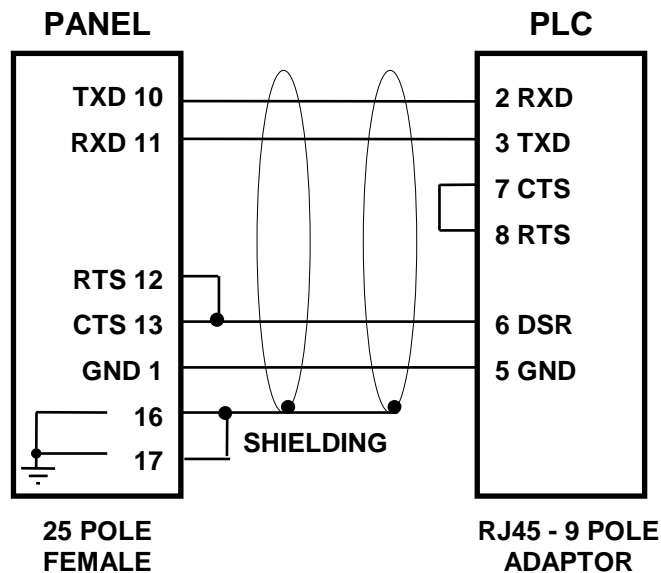 PANEL
PLC
TXD 10
2 RXD
RXD 11
3 TXD
7 CTS
8 RTS
RTS 12
CTS 13
6 DSR
GND 1
5 GND
16
SHIELDING
17
25 POLE
FEMALE
RJ45 - 9 POLE
ADAPTOR